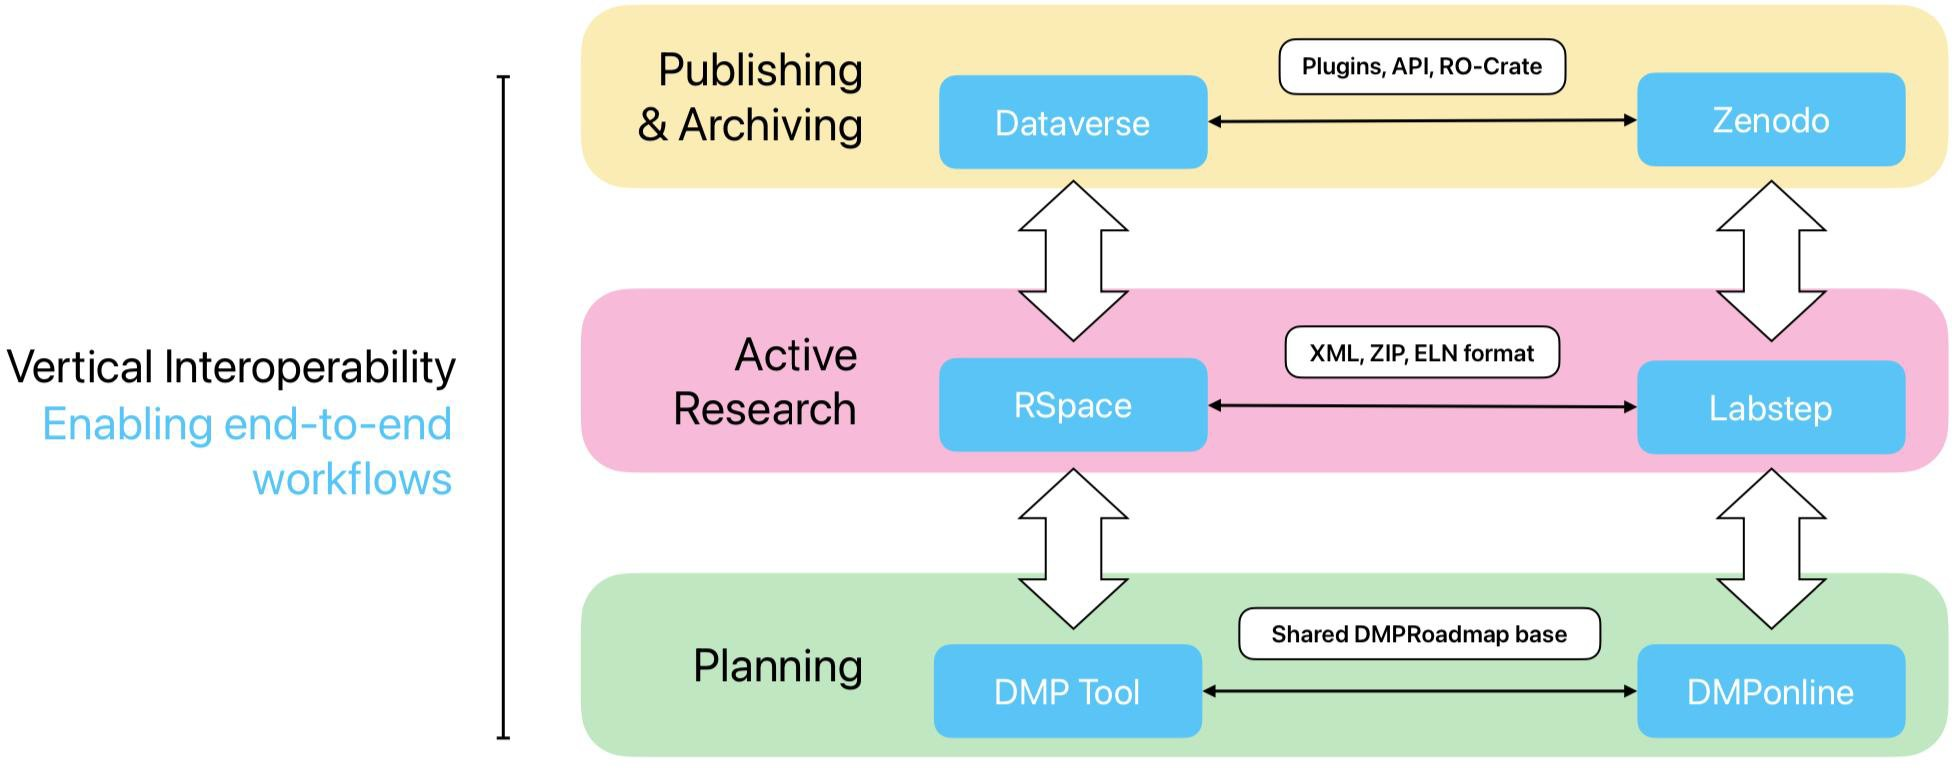 Publishing
& Archiving
Plugins, API, RO-Crate
Dataverse
Zenodo
Vertical Interoperability
Enabling end-to-end
workflows
Active
Research
XML, ZIP, ELN format
RSpace
Labstep
Planning
Shared DMPRoadmap base
DMP Tool
DMPonline